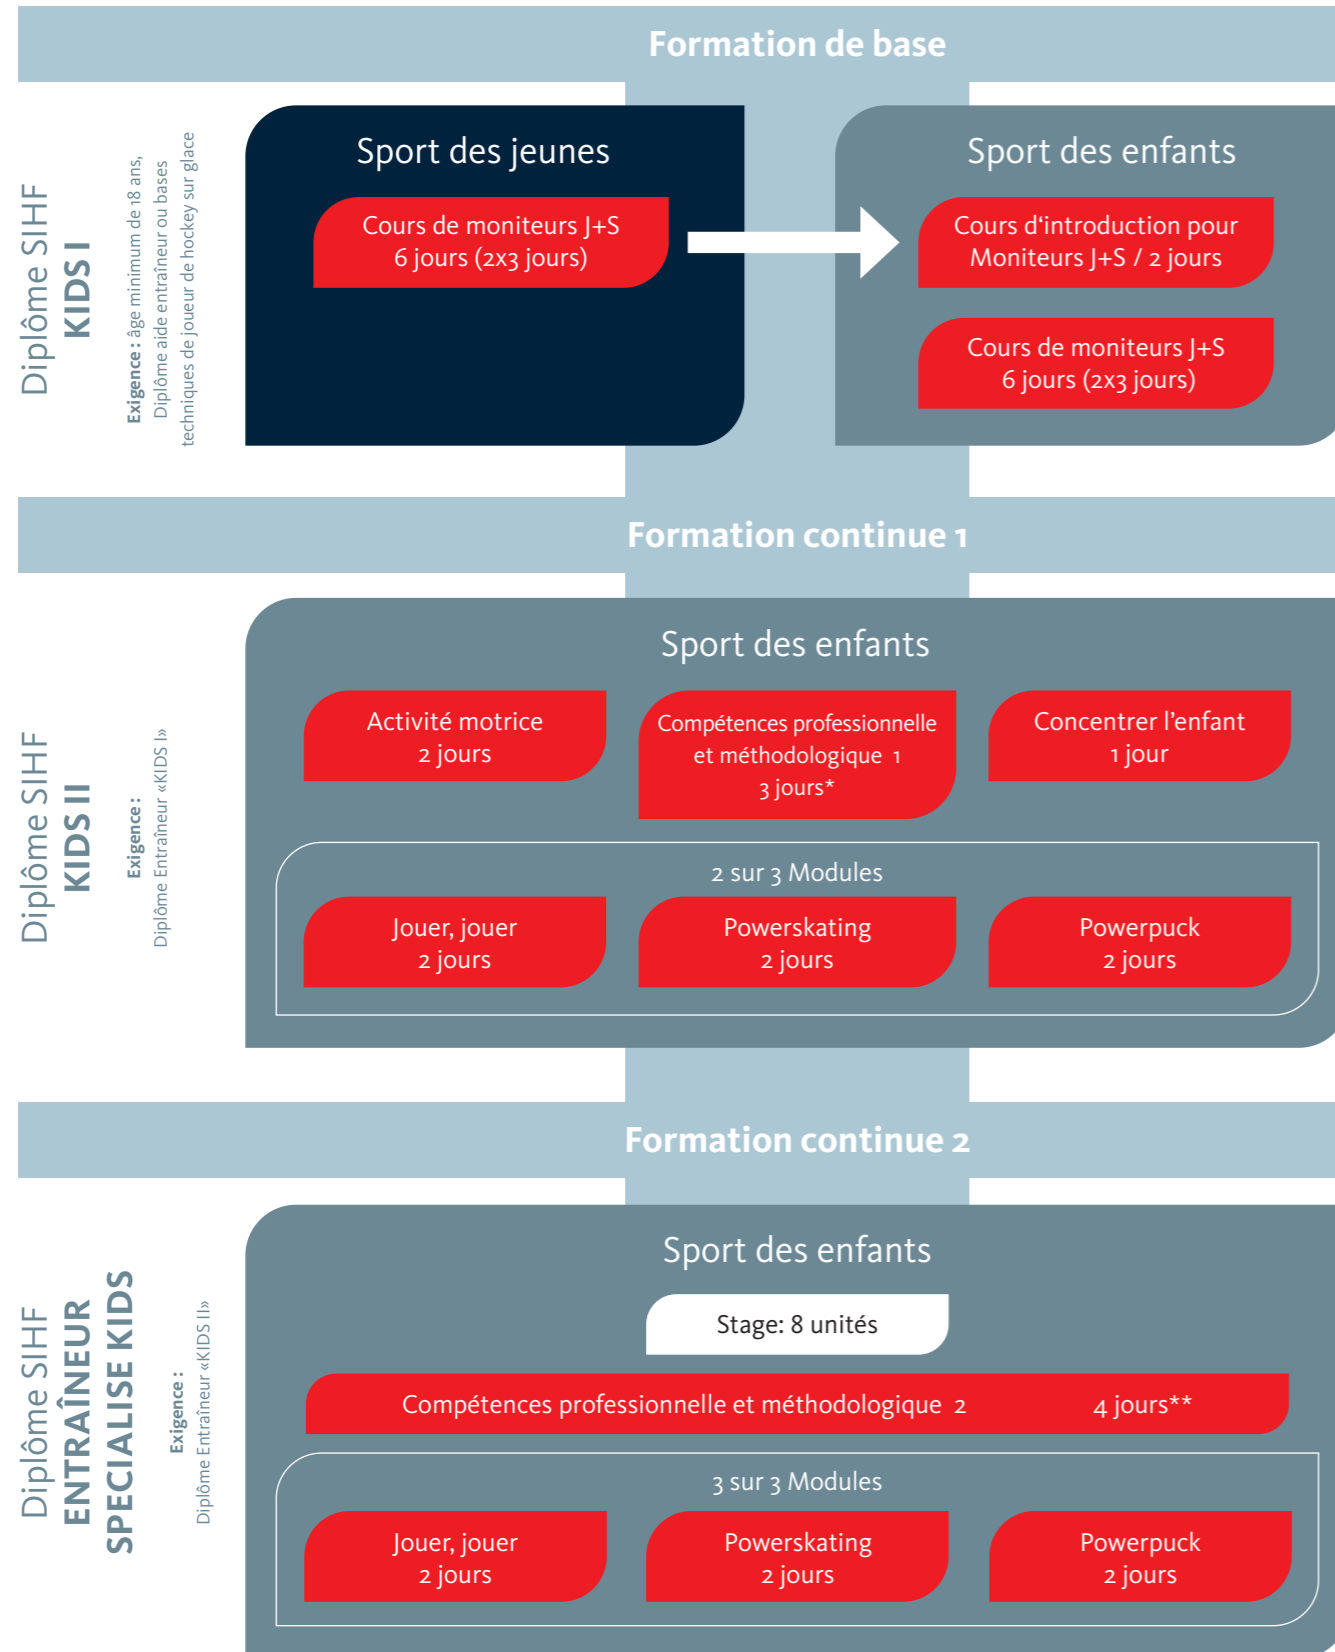 Formation de base
Diplôme SIHF
KIDS I
Exigence : âge minimum de 18 ans,
Diplôme aide entraîneur ou bases
techniques de joueur de hockey sur glace
Sport des jeunes
Cours de moniteurs J+S
6 jours (2x3 jours)
Sport des enfants
Cours d‘introduction pour
Moniteurs J+S / 2 jours
Cours de moniteurs J+S
6 jours (2x3 jours)
Formation continue 1
Diplôme SIHF
KIDS II
Exigence :
Diplôme Entraîneur «KIDS I»
Sport des enfants
Activité motrice
2 jours
Compétences professionnelle
et méthodologique 1
3 jours*
Concentrer l’enfant
1 jour
2 sur 3 Modules
Jouer, jouer
2 jours
Powerskating
2 jours
Powerpuck
2 jours
Formation continue 2
Diplôme SIHF
ENTRAÎNEUR
SPECIALISE KIDS
Exigence :
Diplôme Entraîneur «KIDS II»
Sport des enfants
Stage: 8 unités
Compétences professionnelle et méthodologique 2 4 jours**
3 sur 3 Modules
Jouer, jouer
2 jours
Powerskating
2 jours
Powerpuck
2 jours